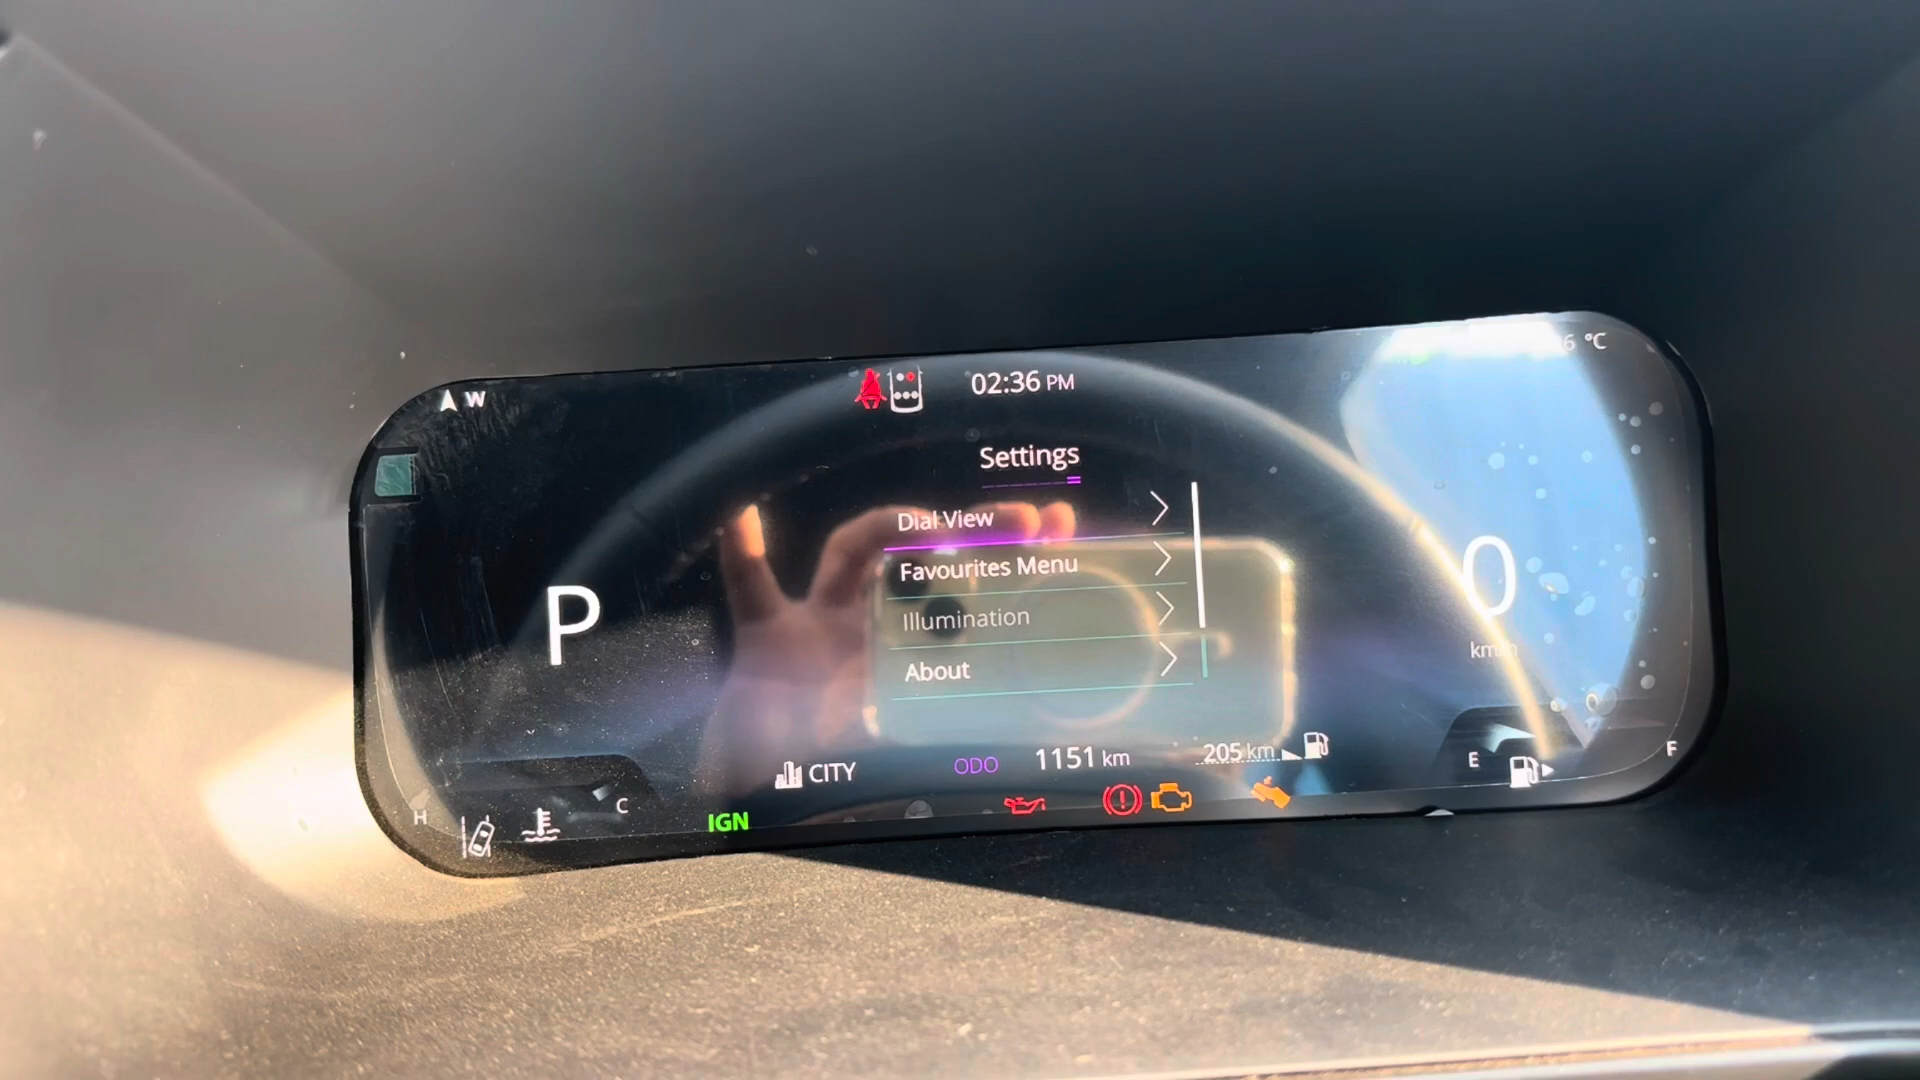 W
02:36 PM
°C
Settings
Dial View
Favourites Menu
Illumination
About
P
0
km/h
CITY
ODO
1151 km
205 km
E
F
H
C
IGN